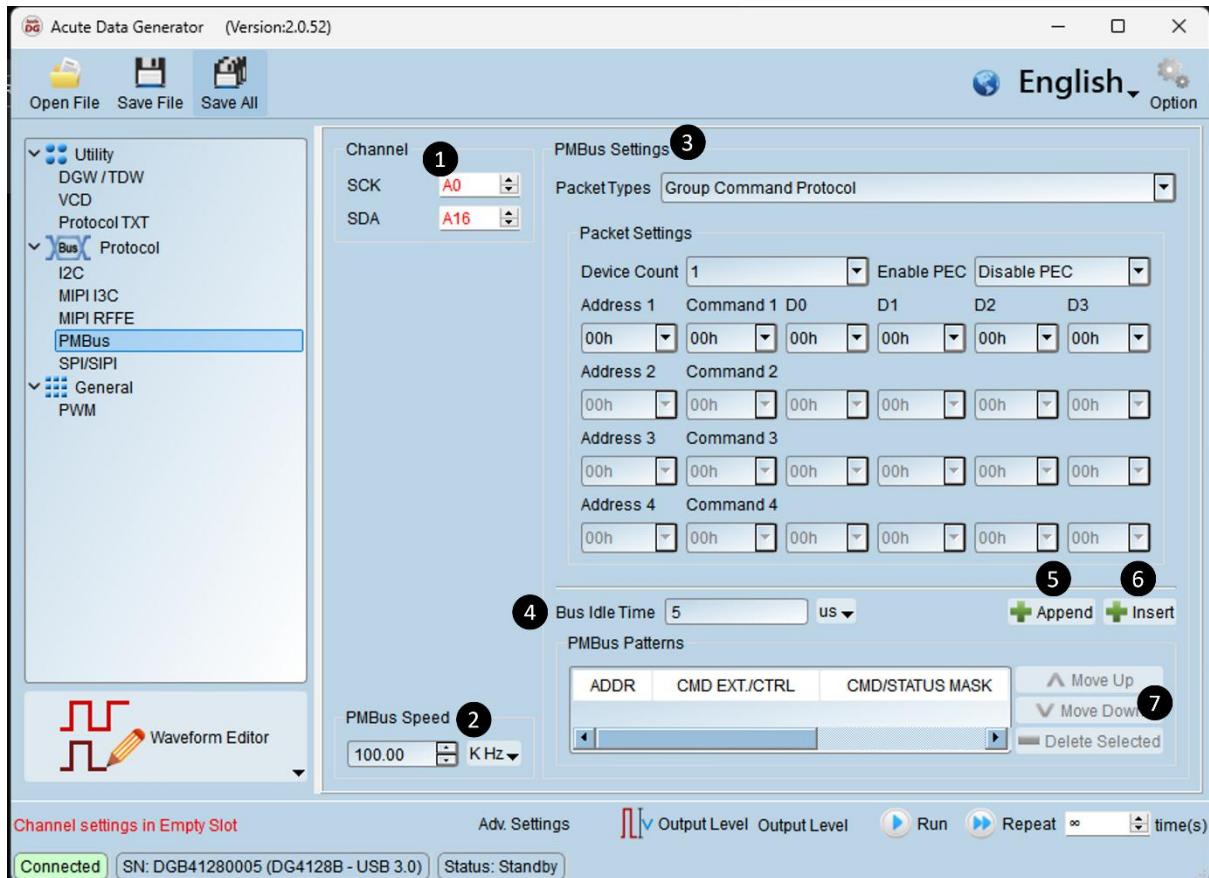 DG Acute Data Generator (Version:2.0.52)
Open File Save File Save All English Option
Utility
DGW / TDW
VCD
Protocol TXT
Bus Protocol
I2C
MIPI I3C
MIPI RFFE
PMBus
SPI/SIPI
General
PWM
Waveform Editor
Channel 1
SCK A0
SDA A16
PMBus Speed 2
100.00 K Hz
PMBus Settings 3
Packet Types Group Command Protocol
Packet Settings
Device Count 1 Enable PEC Disable PEC
Address 1 Command 1 D0 D1 D2 D3
00h 00h 00h 00h 00h 00h
Address 2 Command 2
00h 00h 00h 00h 00h 00h
Address 3 Command 3
00h 00h 00h 00h 00h 00h
Address 4 Command 4
00h 00h 00h 00h 00h 00h
5 6
4 Bus Idle Time 5 us Append Insert
PMBus Patterns
ADDR CMD EXT./CTRL CMD/STATUS MASK
Move Up
Move Down 7
Delete Selected
Channel settings in Empty Slot Adv. Settings Output Level Output Level Run Repeat ∞ time(s)
Connected SN: DGB41280005 (DG4128B - USB 3.0) Status: Standby